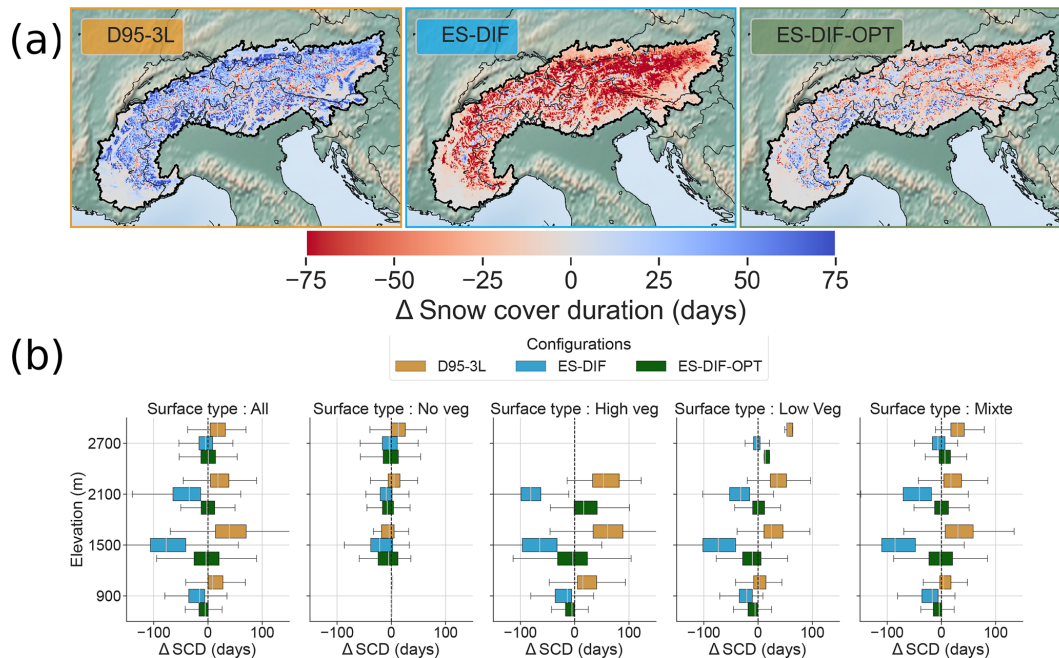 (a)
D95-3L
ES-DIF
ES-DIF-OPT
−75 −50 −25 0 25 50 75
Δ Snow cover duration (days)
(b)
Configurations
D95-3L ES-DIF ES-DIF-OPT
Surface type : All
Surface type : No veg
Surface type : High veg
Surface type : Low Veg
Surface type : Mixte
Elevation (m)
2700
2100
1500
900
−100 0 100
−100 0 100
−100 0 100
−100 0 100
−100 0 100
Δ SCD (days)
Δ SCD (days)
Δ SCD (days)
Δ SCD (days)
Δ SCD (days)